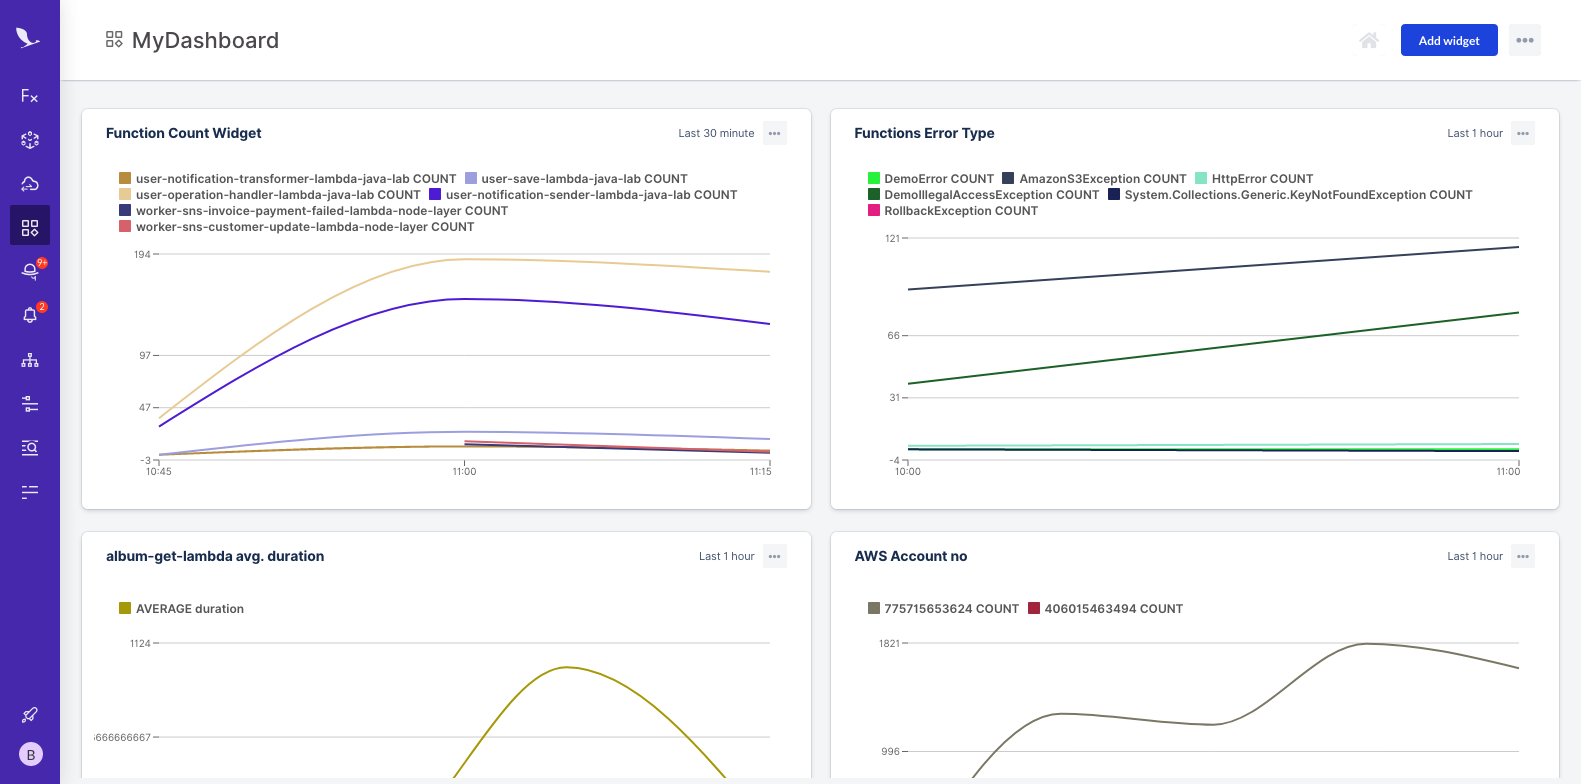 MyDashboard
Add widget
Fx
9+
2
B
Function Count Widget
Last 30 minute
user-notification-transformer-lambda-java-lab COUNT user-save-lambda-java-lab COUNT
user-operation-handler-lambda-java-lab COUNT user-notification-sender-lambda-java-lab COUNT
worker-sns-invoice-payment-failed-lambda-node-layer COUNT
worker-sns-customer-update-lambda-node-layer COUNT
194
97
47
-3
10:45 11:00 11:15
Functions Error Type
Last 1 hour
DemoError COUNT AmazonS3Exception COUNT HttpError COUNT
DemoIllegalAccessException COUNT System.Collections.Generic.KeyNotFoundException COUNT
RollbackException COUNT
121
66
31
-4
10:00 11:00
album-get-lambda avg. duration
Last 1 hour
AVERAGE duration
1124
666666667
AWS Account no
Last 1 hour
775715653624 COUNT 406015463494 COUNT
1821
996